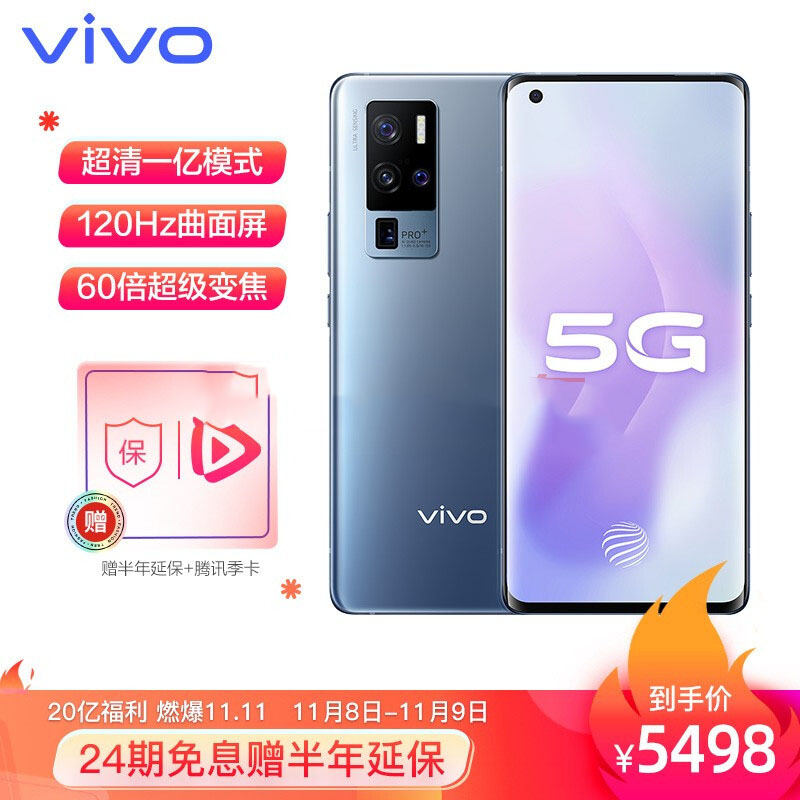 vivo
超清一亿模式
120Hz曲面屏
60倍超级变焦
保
赠
赠半年延保+腾讯季卡
ULTRA SENSING
PRO+
vivo
5G
20亿福利 燃爆11.11 11月8日-11月9日
24期免息赠半年延保
到手价
¥5498